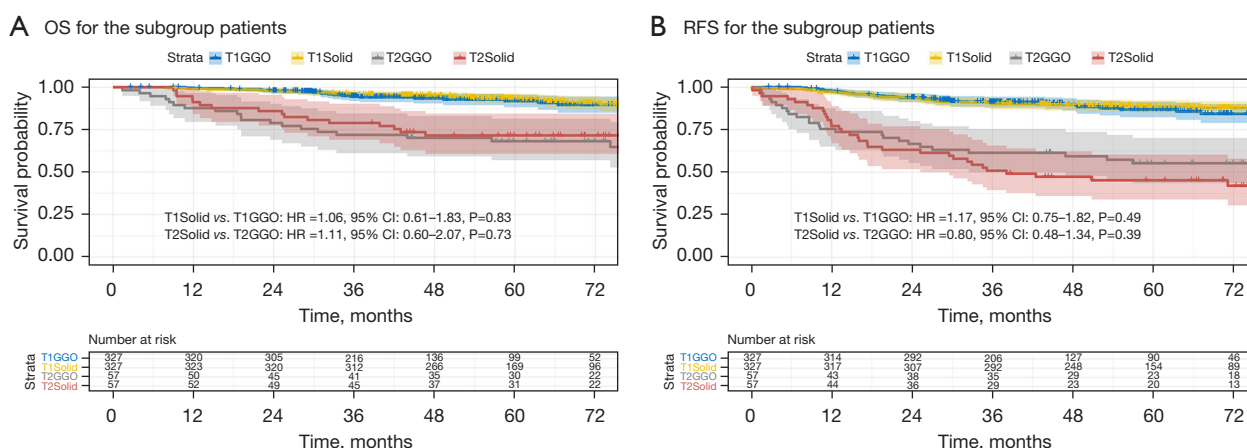 A OS for the subgroup patients
Strata T1GGO T1Solid T2GGO T2Solid
Survival probability
1.00
0.75
0.50
0.25
0.00
T1Solid vs. T1GGO: HR =1.06, 95% CI: 0.61–1.83, P=0.83
T2Solid vs. T2GGO: HR =1.11, 95% CI: 0.60–2.07, P=0.73
0 12 24 36 48 60 72
Time, months
Number at risk
Strata
T1GGO 327 320 305 216 136 99 52
T1Solid 327 323 320 312 266 169 96
T2GGO 57 50 45 41 35 30 22
T2Solid 57 52 49 45 37 31 22
0 12 24 36 48 60 72
Time, months
B RFS for the subgroup patients
Strata T1GGO T1Solid T2GGO T2Solid
Survival probability
1.00
0.75
0.50
0.25
0.00
T1Solid vs. T1GGO: HR =1.17, 95% CI: 0.75–1.82, P=0.49
T2Solid vs. T2GGO: HR =0.80, 95% CI: 0.48–1.34, P=0.39
0 12 24 36 48 60 72
Time, months
Number at risk
Strata
T1GGO 327 314 292 206 127 90 46
T1Solid 327 317 307 292 248 154 89
T2GGO 57 43 38 35 29 23 18
T2Solid 57 44 36 29 23 20 13
0 12 24 36 48 60 72
Time, months